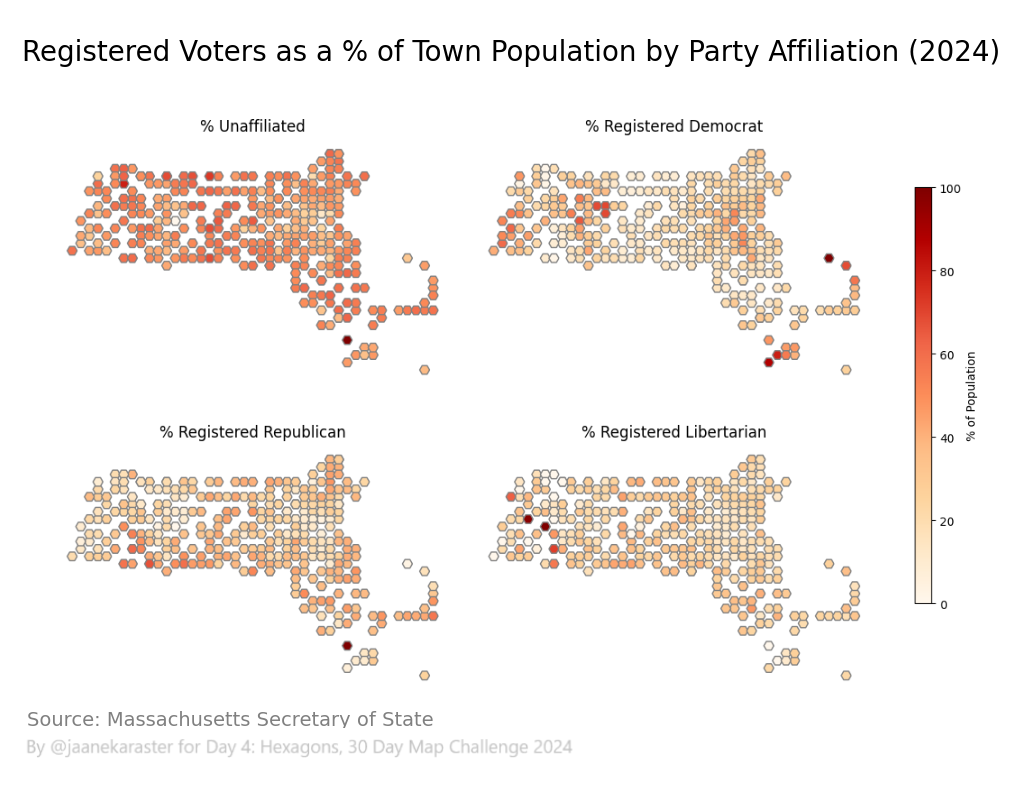 Registered Voters as a % of Town Population by Party Affiliation (2024)
% Unaffiliated
% Registered Democrat
100
80
60
40
20
0
% of Population
% Registered Republican
% Registered Libertarian
Source: Massachusetts Secretary of State
By @jaanekaraster for Day 4: Hexagons, 30 Day Map Challenge 2024